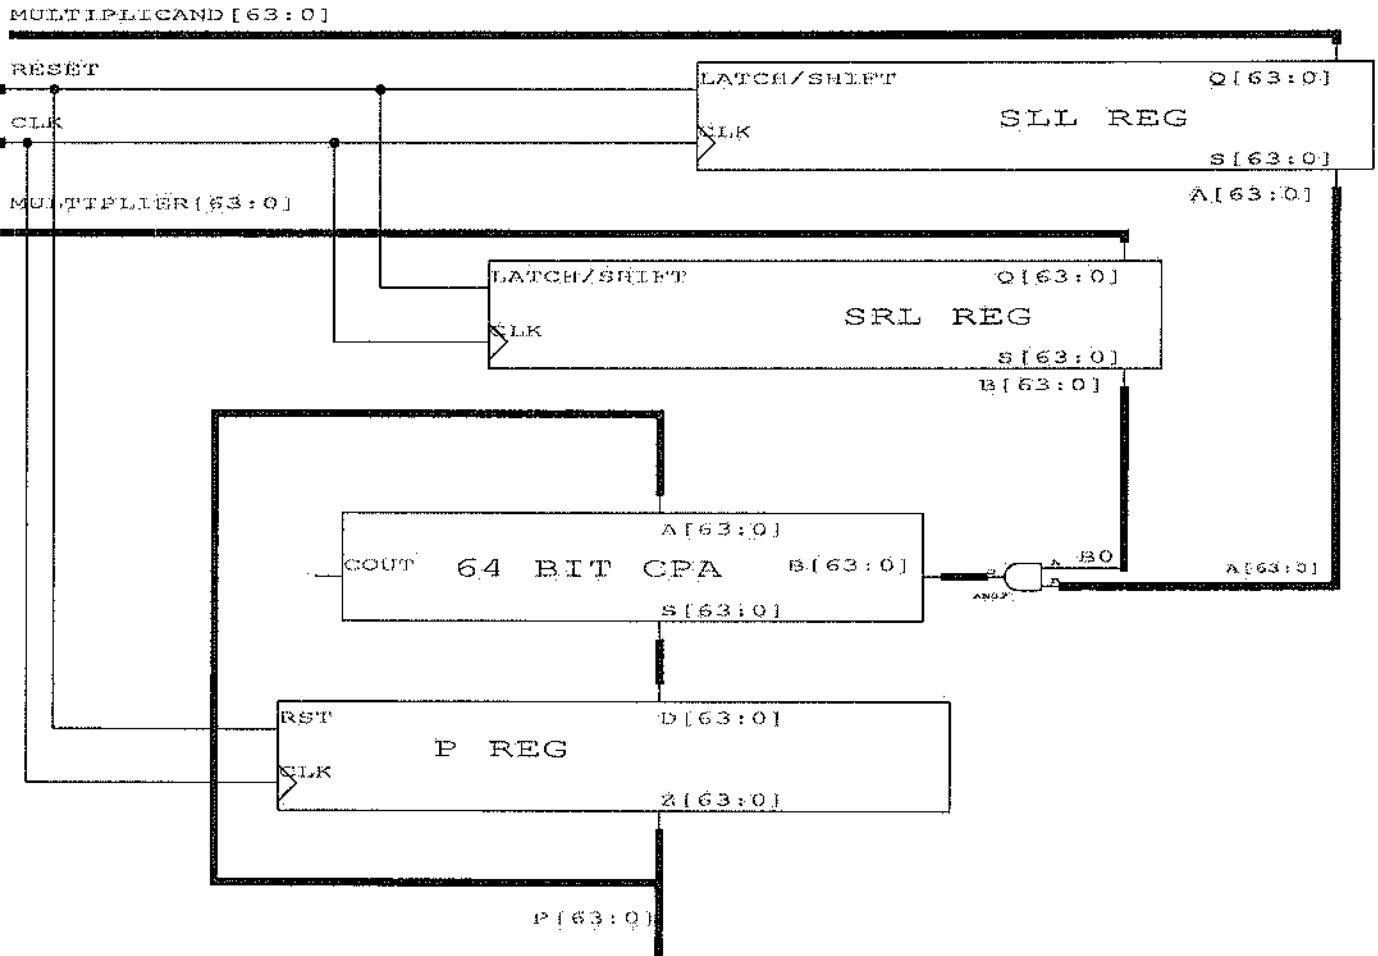 MULTIPLICAND[63:0]
RESET
LATCH/SHIFT
Q[63:0]
SLL REG
CLK
CLK
S[63:0]
A[63:0]
MULTIPLIER[63:0]
LATCH/SHIFT
Q[63:0]
SRL REG
CLK
S[63:0]
B[63:0]
A[63:0]
COUT
64 BIT CPA
B[63:0]
A
B0
A[63:0]
B
AND2
S[63:0]
RST
D[63:0]
P REG
CLK
Z[63:0]
P[63:0]